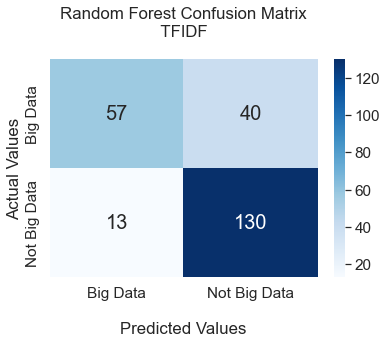 Random Forest Confusion Matrix
TFIDF
Actual Values
Big Data
Not Big Data
57
40
13
130
Big Data
Not Big Data
Predicted Values
120
100
80
60
40
20